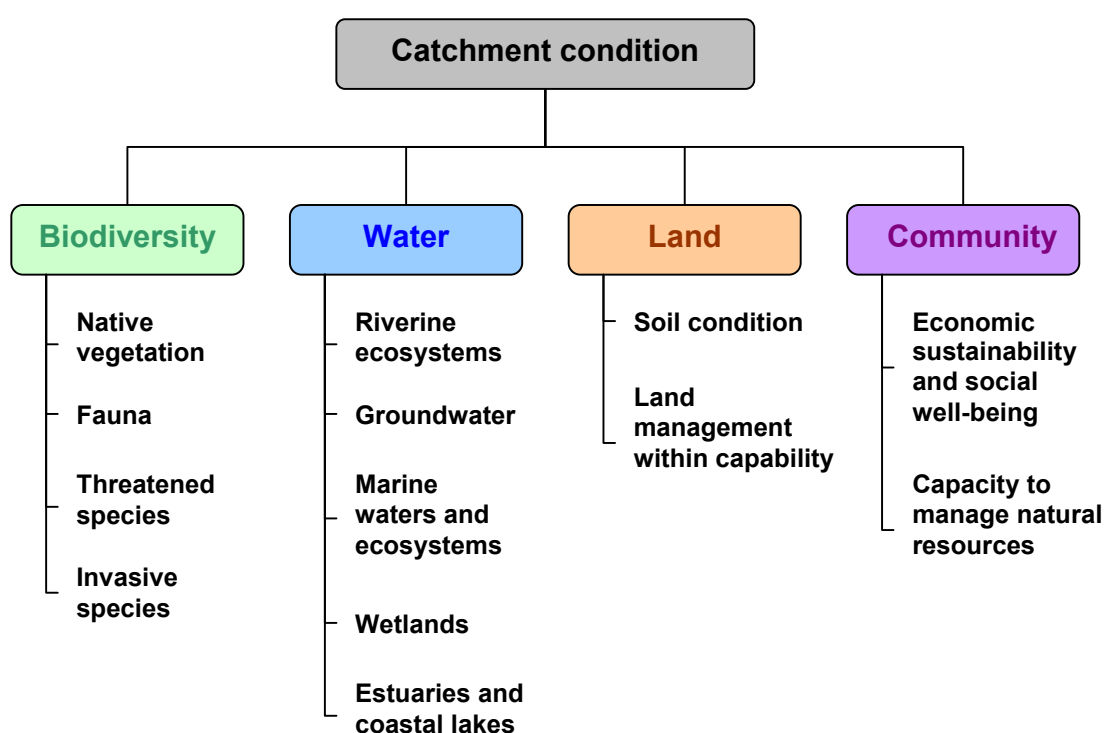 Catchment condition
Biodiversity
Native
vegetation
Fauna
Threatened
species
Invasive
species
Water
Riverine
ecosystems
Groundwater
Marine
waters and
ecosystems
Wetlands
Estuaries and
coastal lakes
Land
Soil condition
Land
management
within capability
Community
Economic
sustainability
and social
well-being
Capacity to
manage natural
resources